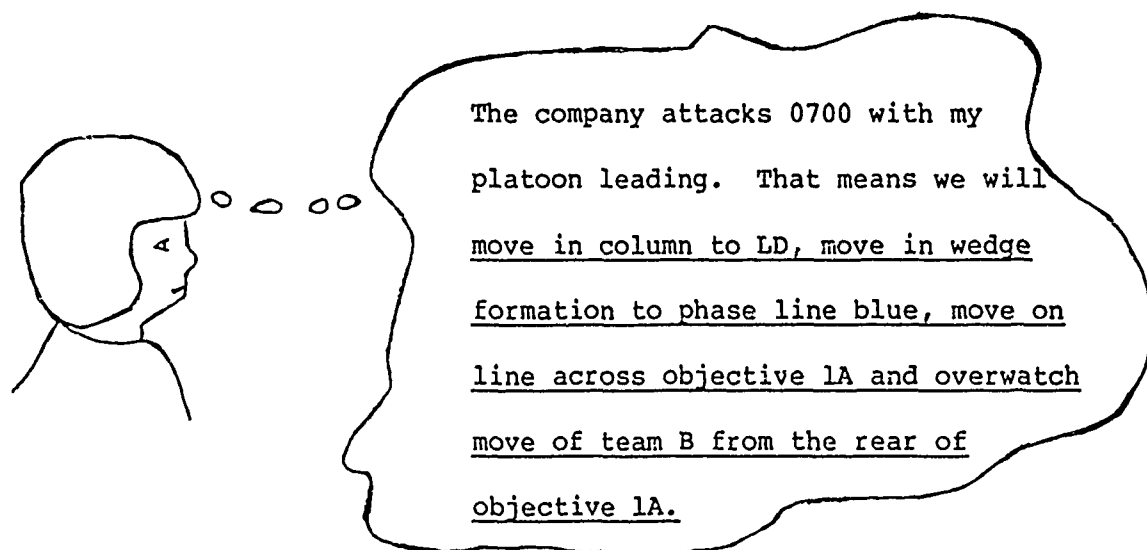 The company attacks 0700 with my
platoon leading. That means we will
move in column to LD, move in wedge
formation to phase line blue, move on
line across objective 1A and overwatch
move of team B from the rear of
objective 1A.